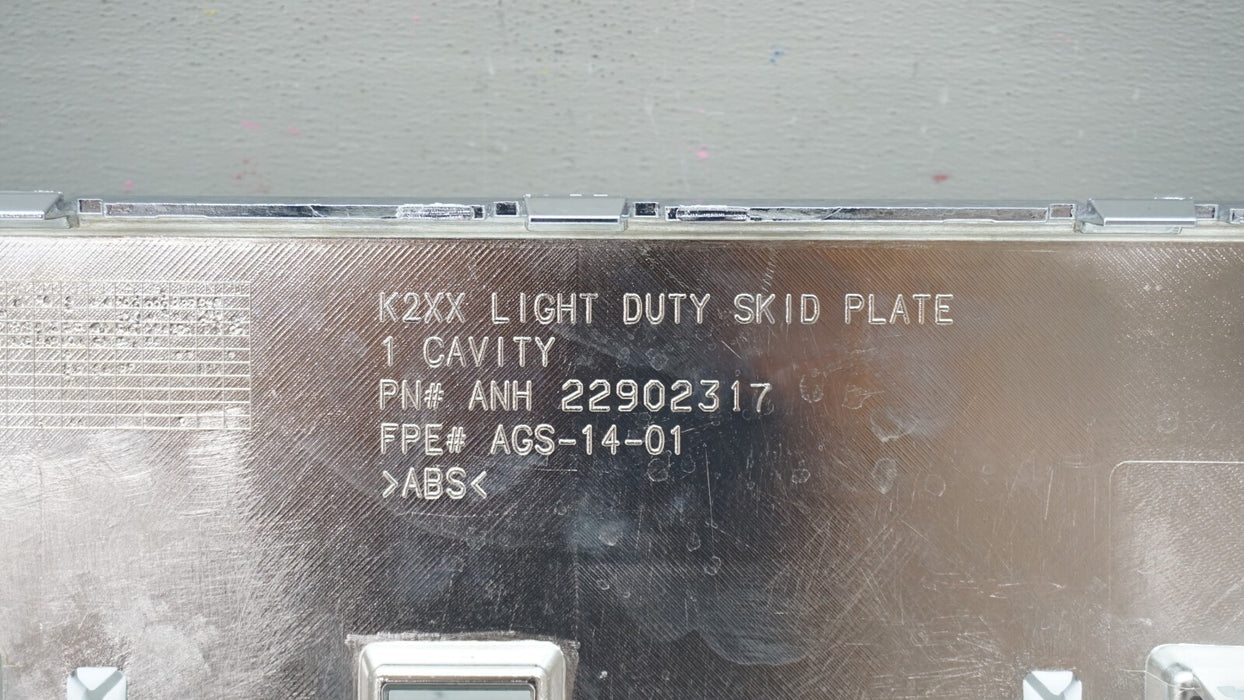 K2XX LIGHT DUTY SKID PLATE
1 CAVITY
PN# ANH 22902317
FPE# AGS-14-01
>ABS<